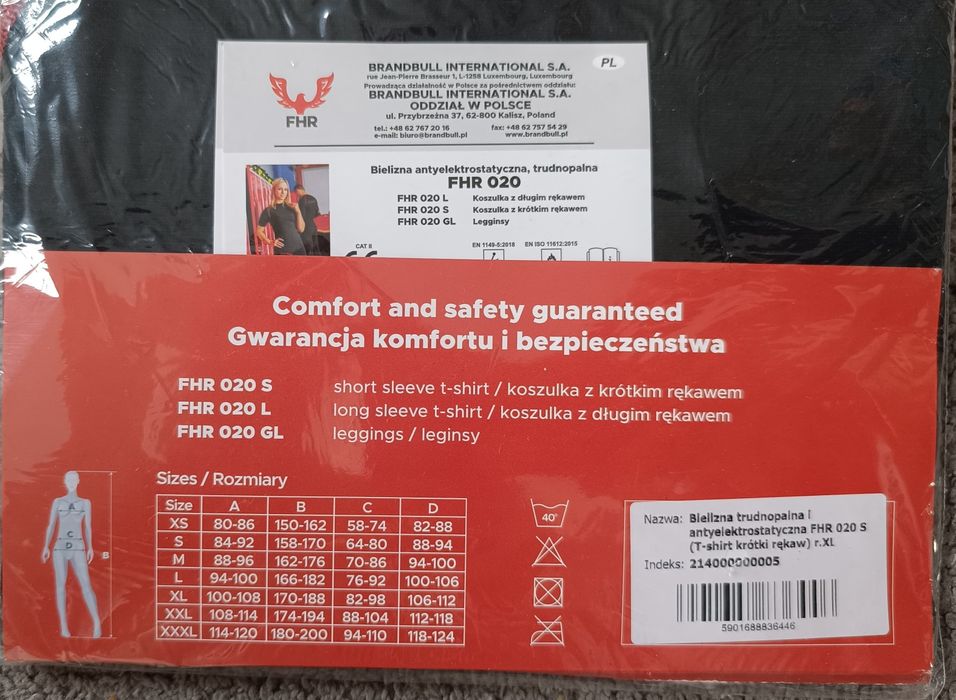 FHR
BRANDBULL INTERNATIONAL S.A.
rue Jean-Pierre Brasseur 1, L-1258 Luxembourg, Luxembourg
Prowadząca działalność w Polsce za pośrednictwem oddziału:
BRANDBULL INTERNATIONAL S.A.
ODDZIAŁ W POLSCE
ul. Przybrzeżna 37, 62-800 Kalisz, Poland
tel.: +48 62 767 20 16 fax: +48 62 757 54 29
e-mail: biuro@brandbull.pl www.brandbull.pl
PL
Bielizna antyelektrostatyczna, trudnopalna
FHR 020
FHR 020 L Koszulka z długim rękawem
FHR 020 S Koszulka z krótkim rękawem
FHR 020 GL Legginsy
CAT II EN 1149-5:2018 EN ISO 11612:2015
Comfort and safety guaranteed
Gwarancja komfortu i bezpieczeństwa
FHR 020 S short sleeve t-shirt / koszulka z krótkim rękawem
FHR 020 L long sleeve t-shirt / koszulka z długim rękawem
FHR 020 GL leggings / leginsy
Sizes / Rozmiary
Size A B C D
XS 80-86 150-162 58-74 82-88
S 84-92 158-170 64-80 88-94
M 88-96 162-176 70-86 94-100
L 94-100 166-182 76-92 100-106
XL 100-108 170-188 82-98 106-112
XXL 108-114 174-194 88-104 112-118
XXXL 114-120 180-200 94-110 118-124
A
C
D
B
40°
Nazwa: Bielizna trudnopalna i
antyelektrostatyczna FHR 020 S
(T-shirt krótki rękaw) r.XL
Indeks: 214000000005
5901688836446